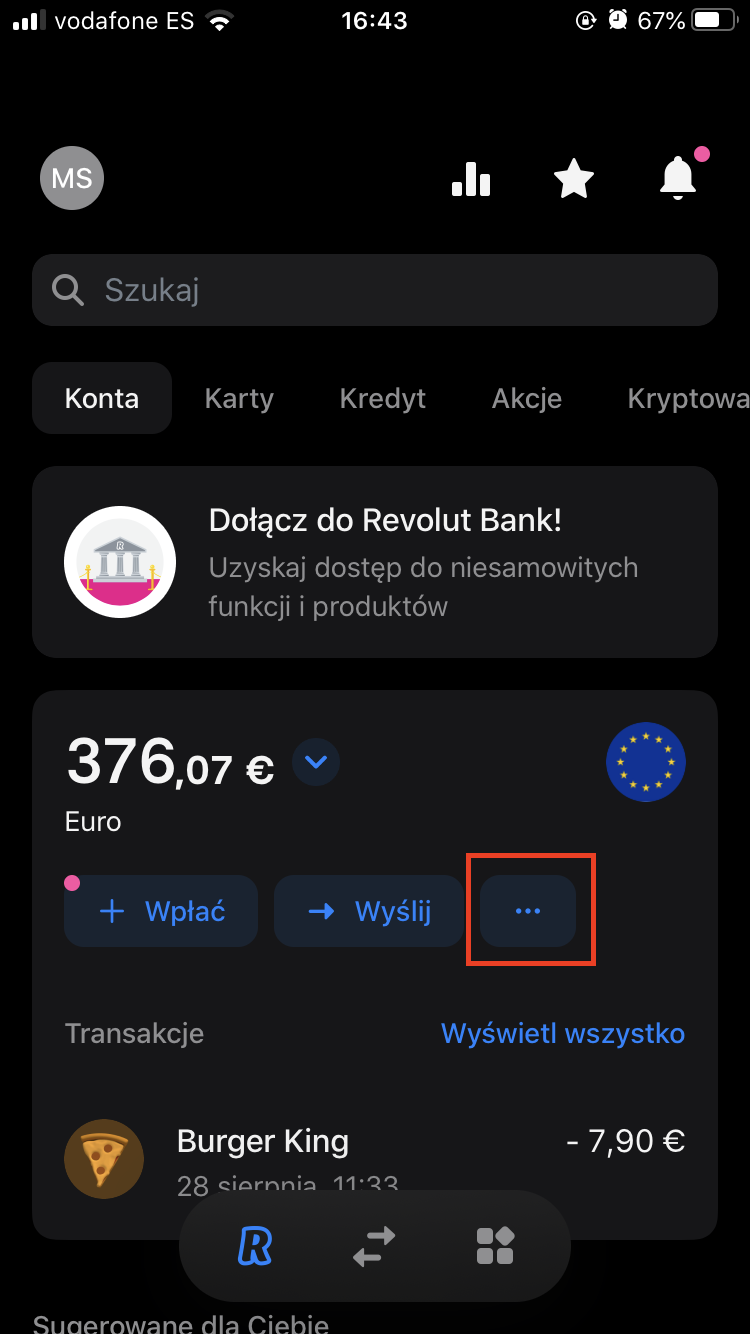 vodafone ES 16:43 67%
MS
Szukaj
Konta Karty Kredyt Akcje Kryptowa
Dołącz do Revolut Bank!
Uzyskaj dostęp do niesamowitych
funkcji i produktów
376,07 €
Euro
+ Wpłać → Wyślij ...
Transakcje Wyświetl wszystko
Burger King - 7,90 €
28 sierpnia, 11:33
R
Sugerowane dla Ciebie